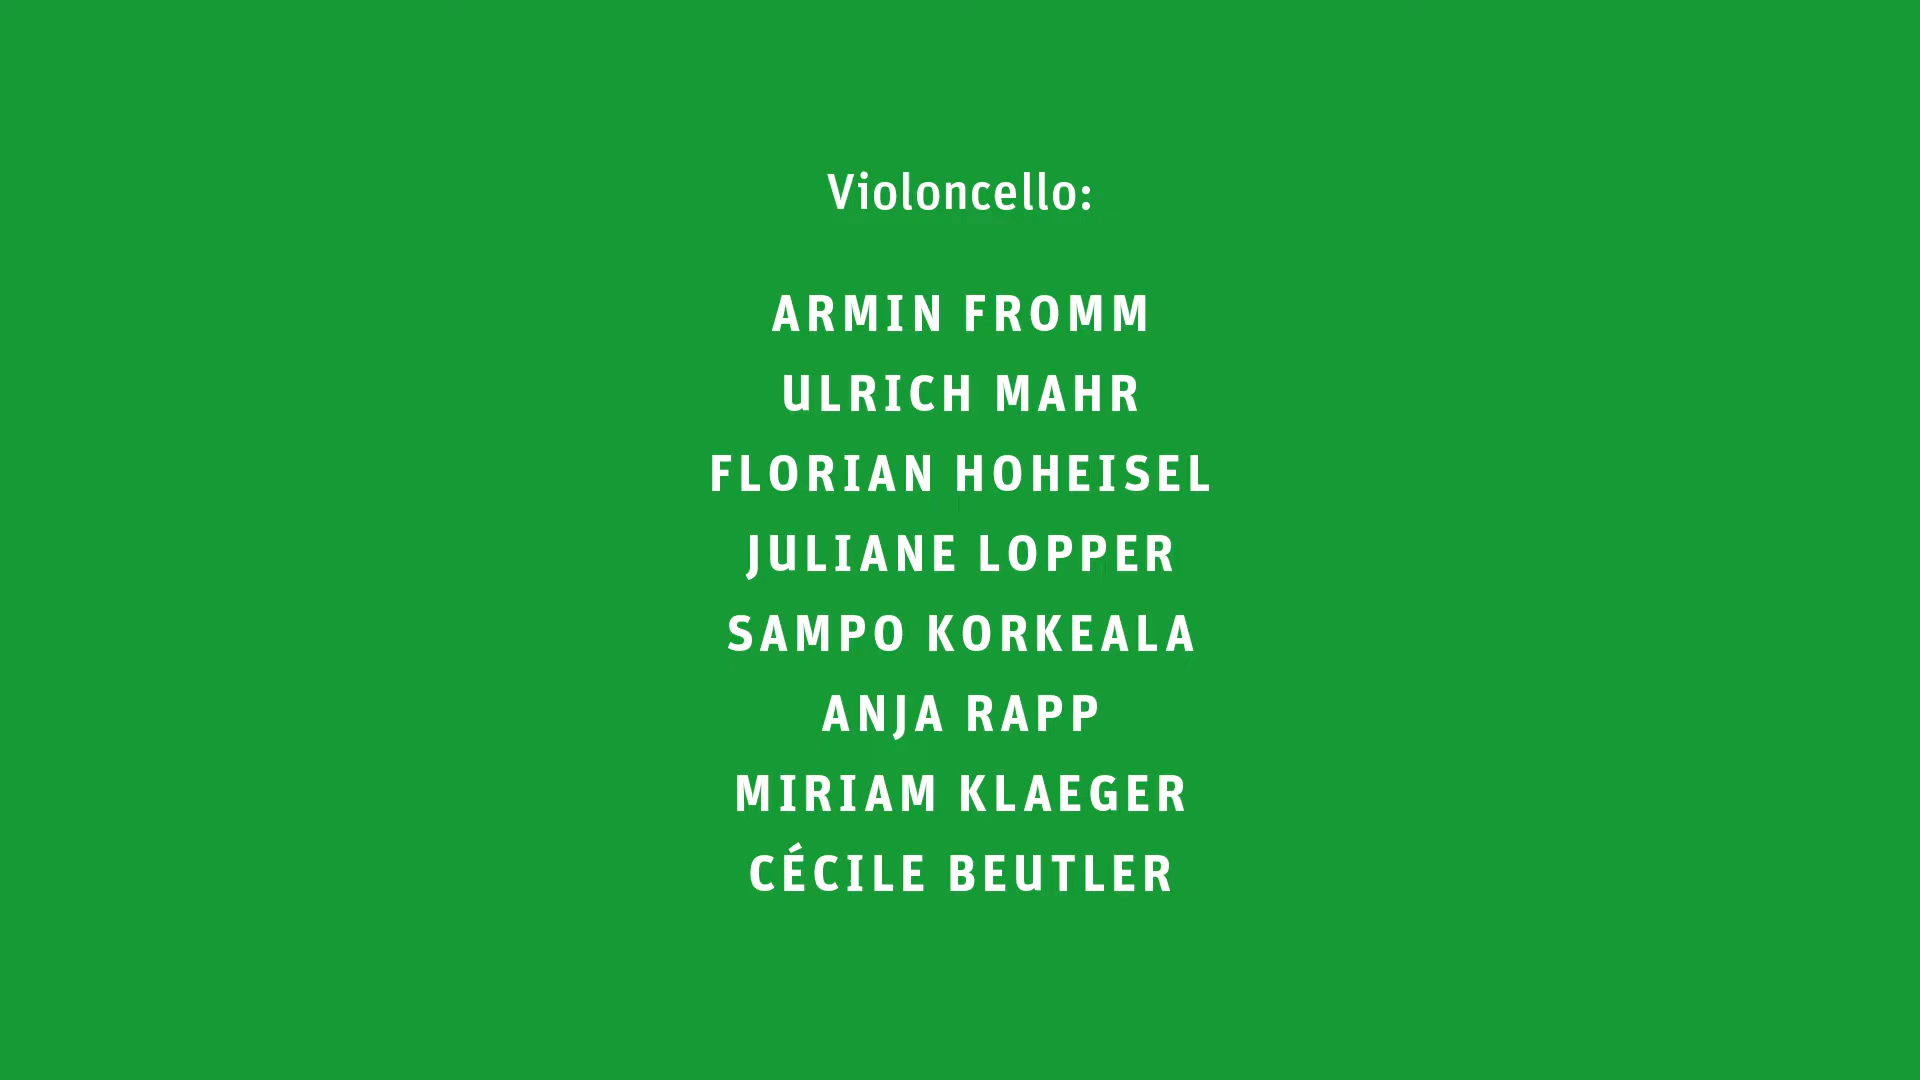 Violoncello:
ARMIN FROMM
ULRICH MAHR
FLORIAN HOHEISEL
JULIANE LOPPER
SAMPO KORKEALA
ANJA RAPP
MIRIAM KLAEGER
CÉCILE BEUTLER